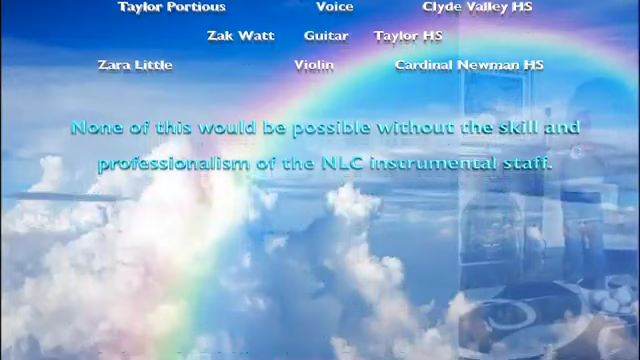 Taylor Portious Voice Clyde Valley HS
Zak Watt Guitar Taylor HS
Zara Little Violin Cardinal Newman HS
None of this would be possible without the skill and
professionalism of the NLC instrumental staff.